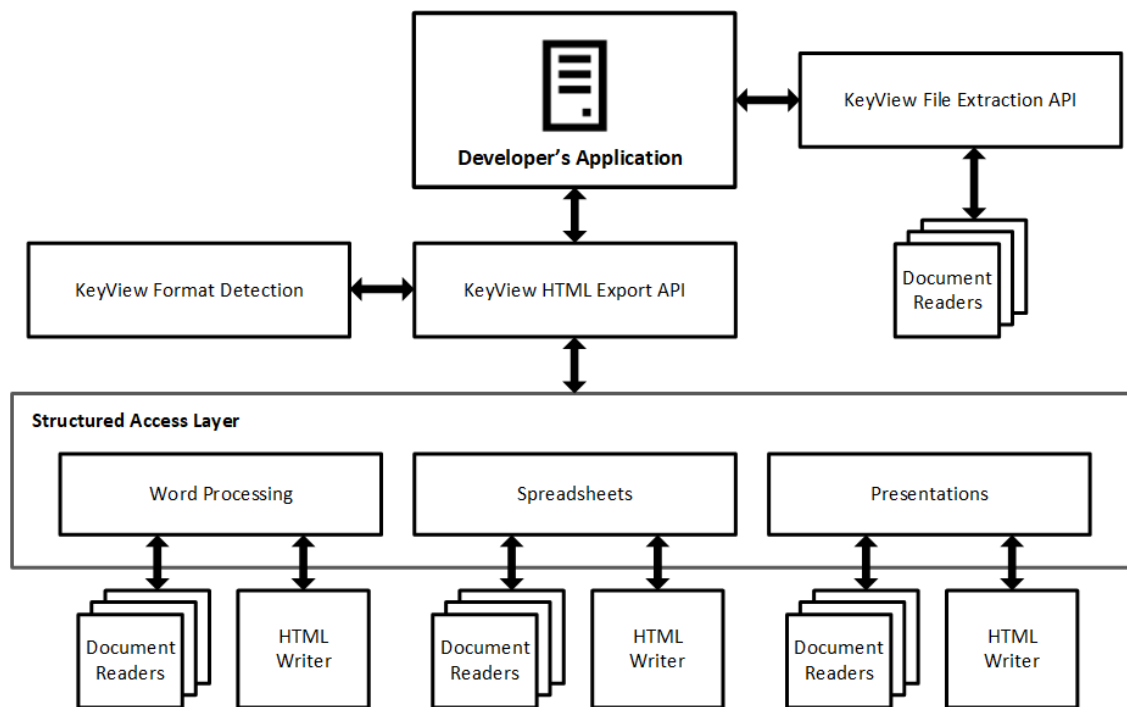 Developer’s Application
KeyView File Extraction API
KeyView Format Detection
KeyView HTML Export API
Document
Readers
Structured Access Layer
Word Processing
Spreadsheets
Presentations
Document
Readers
HTML
Writer
Document
Readers
HTML
Writer
Document
Readers
HTML
Writer